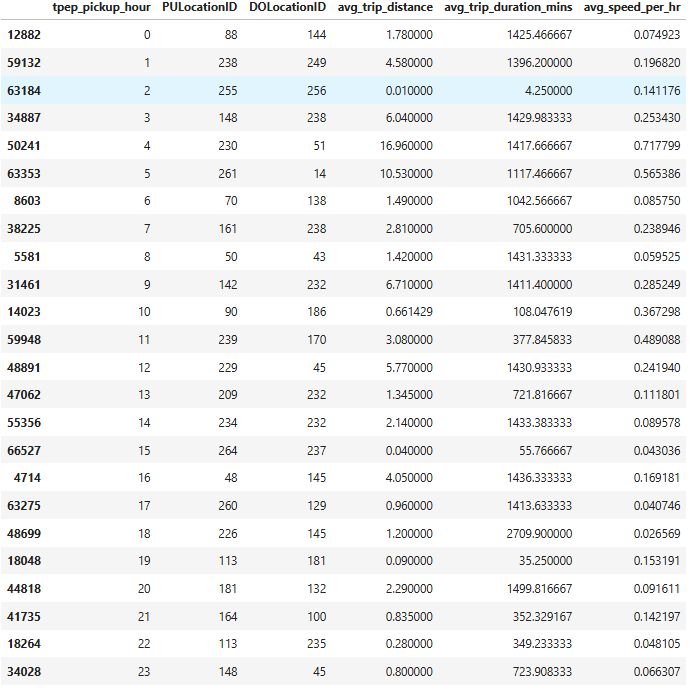 tpep_pickup_hour PULocationID DOLocationID avg_trip_distance avg_trip_duration_mins avg_speed_per_hr
12882 0 88 144 1.780000 1425.466667 0.074923
59132 1 238 249 4.580000 1396.200000 0.196820
63184 2 255 256 0.010000 4.250000 0.141176
34887 3 148 238 6.040000 1429.983333 0.253430
50241 4 230 51 16.960000 1417.666667 0.717799
63353 5 261 14 10.530000 1117.466667 0.565386
8603 6 70 138 1.490000 1042.566667 0.085750
38225 7 161 238 2.810000 705.600000 0.238946
5581 8 50 43 1.420000 1431.333333 0.059525
31461 9 142 232 6.710000 1411.400000 0.285249
14023 10 90 186 0.661429 108.047619 0.367298
59948 11 239 170 3.080000 377.845833 0.489088
48891 12 229 45 5.770000 1430.933333 0.241940
47062 13 209 232 1.345000 721.816667 0.111801
55356 14 234 232 2.140000 1433.383333 0.089578
66527 15 264 237 0.040000 55.766667 0.043036
4714 16 48 145 4.050000 1436.333333 0.169181
63275 17 260 129 0.960000 1413.633333 0.040746
48699 18 226 145 1.200000 2709.900000 0.026569
18048 19 113 181 0.090000 35.250000 0.153191
44818 20 181 132 2.290000 1499.816667 0.091611
41735 21 164 100 0.835000 352.329167 0.142197
18264 22 113 235 0.280000 349.233333 0.048105
34028 23 148 45 0.800000 723.908333 0.066307